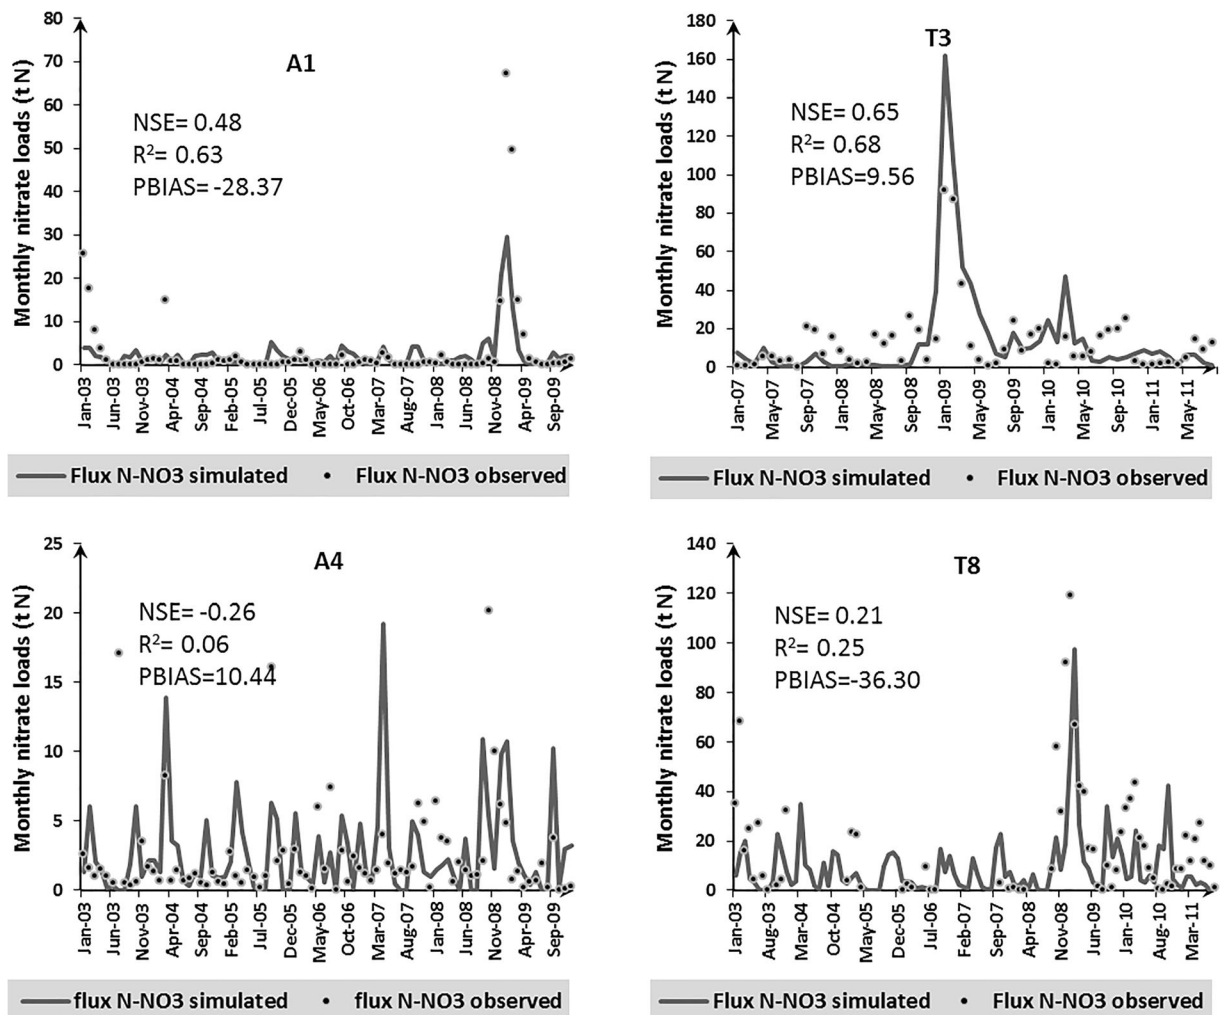 A1
Monthly nitrate loads (t N)
80
70
60
50
40
30
20
10
0
NSE= 0.48
R²= 0.63
PBIAS= -28.37
Jan-03 Jun-03 Nov-03 Apr-04 Sep-04 Feb-05 Jul-05 Dec-05 May-06 Oct-06 Mar-07 Aug-07 Jan-08 Jun-08 Nov-08 Apr-09 Sep-09
Flux N-NO3 simulated Flux N-NO3 observed
T3
Monthly nitrate loads (t N)
180
160
140
120
100
80
60
40
20
0
NSE= 0.65
R²= 0.68
PBIAS=9.56
Jan-07 May-07 Sep-07 Jan-08 May-08 Sep-08 Jan-09 May-09 Sep-09 Jan-10 May-10 Sep-10 Jan-11 May-11
Flux N-NO3 simulated Flux N-NO3 observed
A4
Monthly nitrate loads (t N)
25
20
15
10
5
0
NSE= -0.26
R²= 0.06
PBIAS=10.44
Jan-03 Jun-03 Nov-03 Apr-04 Sep-04 Feb-05 Jul-05 Dec-05 May-06 Oct-06 Mar-07 Aug-07 Jan-08 Jun-08 Nov-08 Apr-09 Sep-09
flux N-NO3 simulated flux N-NO3 observed
T8
Monthly nitrate loads (t N)
140
120
100
80
60
40
20
0
NSE= 0.21
R²= 0.25
PBIAS=-36.30
Jan-03 Aug-03 Mar-04 Oct-04 May-05 Dec-05 Jul-06 Feb-07 Sep-07 Apr-08 Nov-08 Jun-09 Jan-10 Aug-10 Mar-11
Flux N-NO3 simulated Flux N-NO3 observed